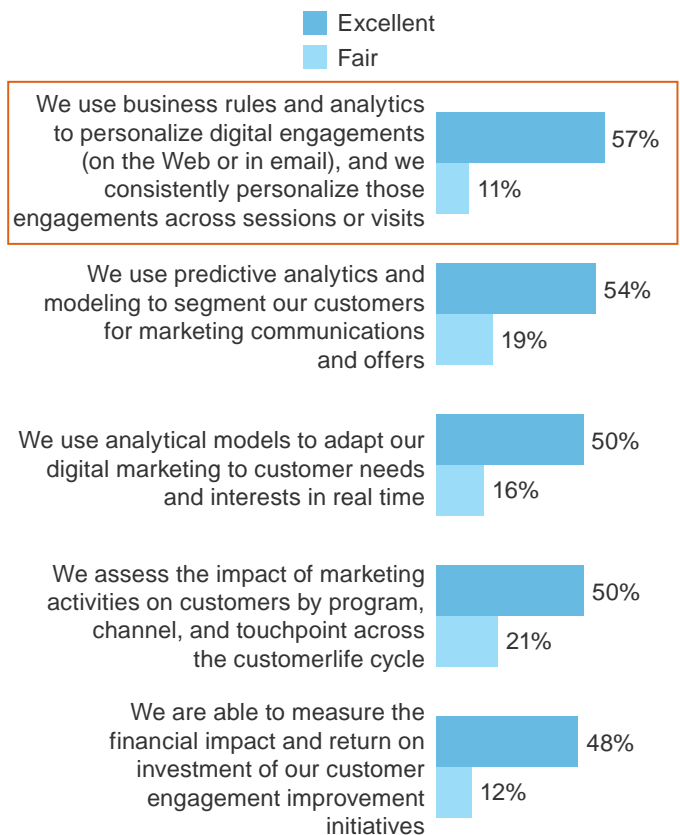 Excellent
Fair
We use business rules and analytics
to personalize digital engagements
(on the Web or in email), and we
consistently personalize those
engagements across sessions or visits
57%
11%
We use predictive analytics and
modeling to segment our customers
for marketing communications
and offers
54%
19%
We use analytical models to adapt our
digital marketing to customer needs
and interests in real time
50%
16%
We assess the impact of marketing
activities on customers by program,
channel, and touchpoint across
the customerlife cycle
50%
21%
We are able to measure the
financial impact and return on
investment of our customer
engagement improvement
initiatives
48%
12%